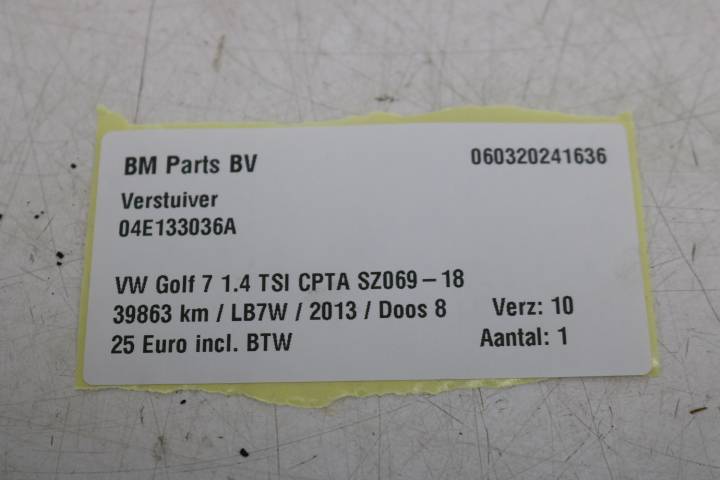 BM Parts BV 060320241636
Verstuiver
04E133036A
VW Golf 7 1.4 TSI CPTA SZ069-18
39863 km / LB7W / 2013 / Doos 8 Verz: 10
25 Euro incl. BTW Aantal: 1